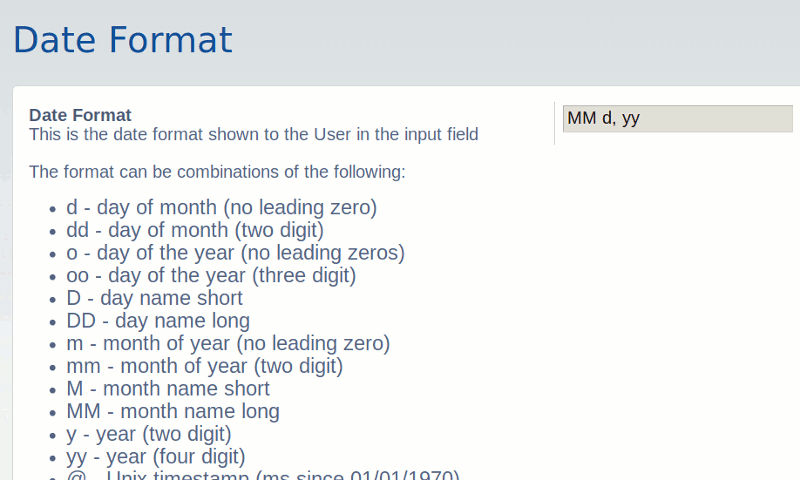 Date Format
Date Format
MM d, yy
This is the date format shown to the User in the input field
The format can be combinations of the following:
d - day of month (no leading zero)
dd - day of month (two digit)
o - day of the year (no leading zeros)
oo - day of the year (three digit)
D - day name short
DD - day name long
m - month of year (no leading zero)
mm - month of year (two digit)
M - month name short
MM - month name long
y - year (two digit)
yy - year (four digit)
@ - Unix timestamp (ms since 01/01/1970)